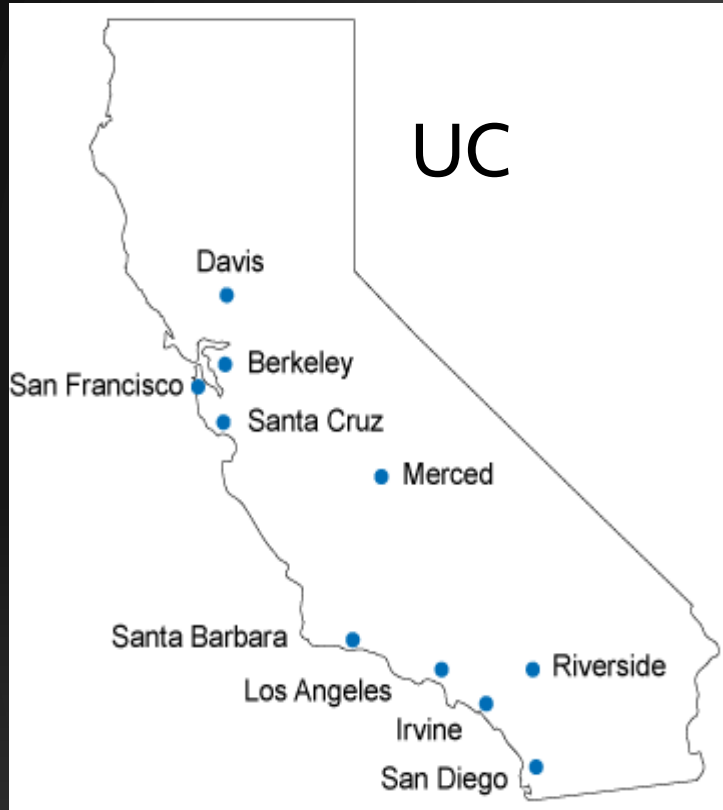 UC
Davis
Berkeley
San Francisco
Santa Cruz
Merced
Santa Barbara
Riverside
Los Angeles
Irvine
San Diego